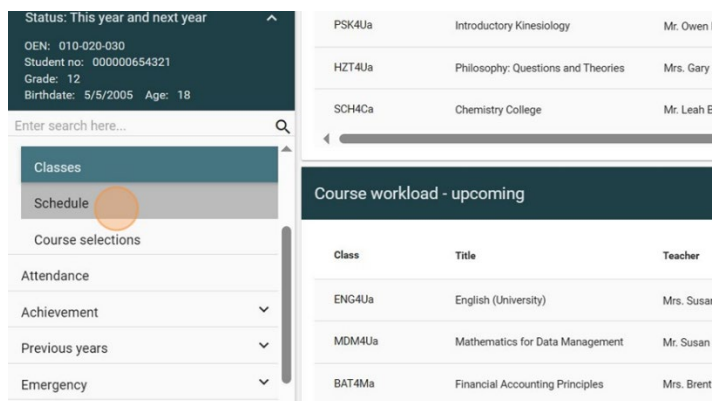 Status: This year and next year
OEN: 010-020-030
Student no: 000000654321
Grade: 12
Birthdate: 5/5/2005 Age: 18
Enter search here...
Classes
Schedule
Course selections
Attendance
Achievement
Previous years
Emergency
PSK4Ua Introductory Kinesiology Mr. Owen
HZT4Ua Philosophy: Questions and Theories Mrs. Gary
SCH4Ca Chemistry College Mr. Leah
Course workload - upcoming
Class Title Teacher
ENG4Ua English (University) Mrs. Susan
MDM4Ua Mathematics for Data Management Mr. Susan
BAT4Ma Financial Accounting Principles Mrs. Brent